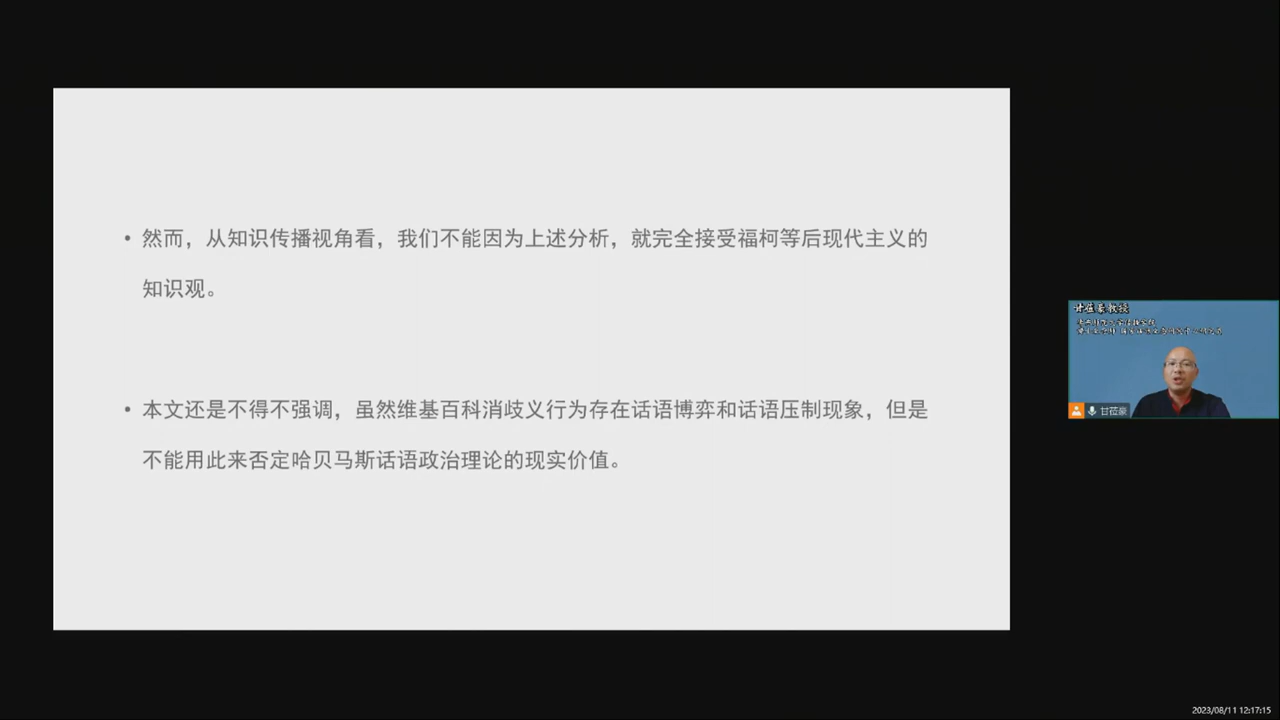 • 然而，从知识传播视角看，我们不能因为上述分析，就完全接受福柯等后现代主义的
知识观。
• 本文还是不得不强调，虽然维基百科消歧义行为存在话语博弈和话语压制现象，但是
不能用此来否定哈贝马斯话语政治理论的现实价值。
甘莅豪教授
甘莅豪
2023/08/11 12:17:15